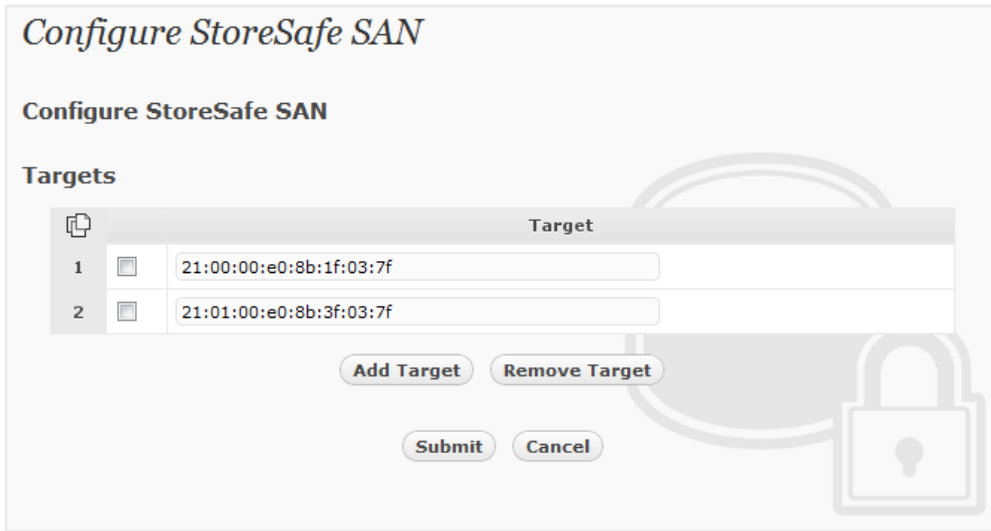 Configure StoreSafe SAN
Configure StoreSafe SAN
Targets
Target
1 21:00:00:e0:8b:1f:03:7f
2 21:01:00:e0:8b:3f:03:7f
Add Target Remove Target
Submit Cancel